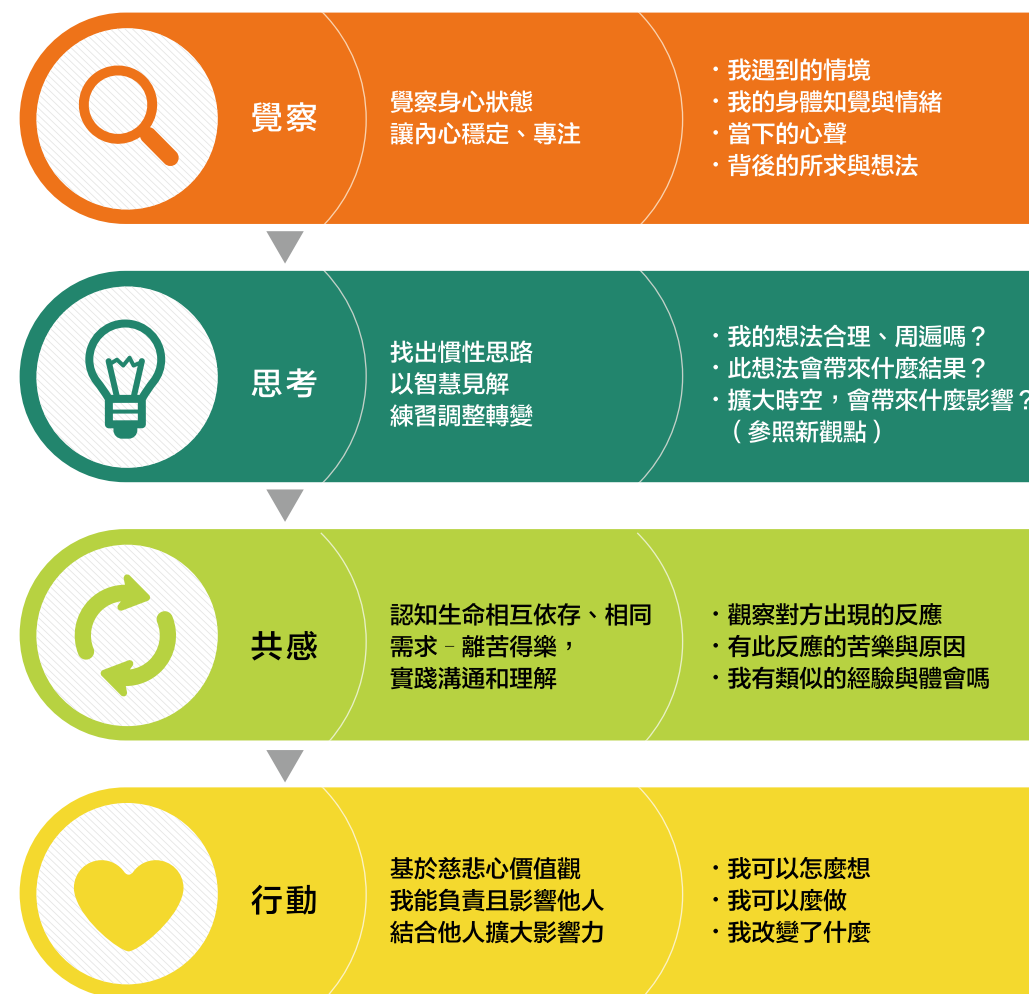 覺察
覺察身心狀態
讓內心穩定、專注
・我遇到的情境
・我的身體知覺與情緒
・當下的心聲
・背後的所求與想法
思考
找出慣性思路
以智慧見解
練習調整轉變
・我的想法合理、周遍嗎？
・此想法會帶來什麼結果？
・擴大時空，會帶來什麼影響？
（參照新觀點）
共感
認知生命相互依存、相同
需求－離苦得樂，
實踐溝通和理解
・觀察對方出現的反應
・有此反應的苦樂與原因
・我有類似的經驗與體會嗎
行動
基於慈悲心價值觀
我能負責且影響他人
結合他人擴大影響力
・我可以怎麼想
・我可以麼做
・我改變了什麼